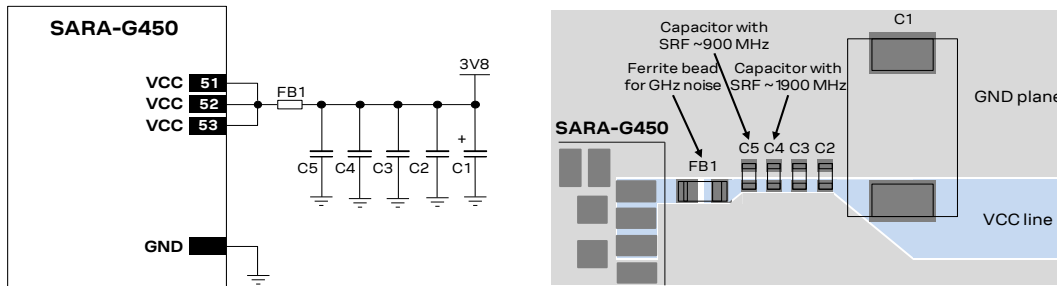 SARA-G450
VCC 51
VCC 52
VCC 53
FB1
3V8
+
C5
C4
C3
C2
C1
GND
Capacitor with
SRF ~900 MHz
Ferrite bead
for GHz noise
Capacitor with
SRF ~1900 MHz
C1
GND plane
SARA-G450
FB1
C5 C4 C3 C2
VCC line